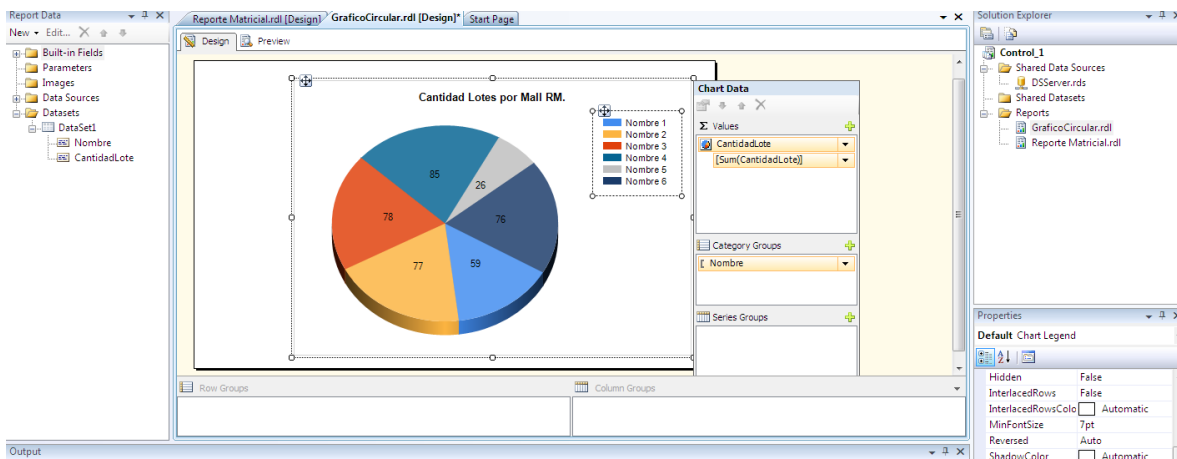 Report Data
New Edit...
Built-in Fields
Parameters
Images
Data Sources
Datasets
DataSet1
Nombre
CantidadLote
Reporte Matricial.rdl [Design]
GraficoCircular.rdl [Design]*
Start Page
Design
Preview
Cantidad Lotes por Mall RM.
Nombre 1
Nombre 2
Nombre 3
Nombre 4
Nombre 5
Nombre 6
85
26
78
76
77
59
Chart Data
Σ Values
CantidadLote
[Sum(CantidadLote)]
Category Groups
[ Nombre
Series Groups
Row Groups
Column Groups
Output
Solution Explorer
Control_1
Shared Data Sources
DSServer.rds
Shared Datasets
Reports
GraficoCircular.rdl
Reporte Matricial.rdl
Properties
Default Chart Legend
Hidden False
InterlacedRows False
InterlacedRowsColo Automatic
MinFontSize 7pt
Reversed Auto
ShadowColor Automatic